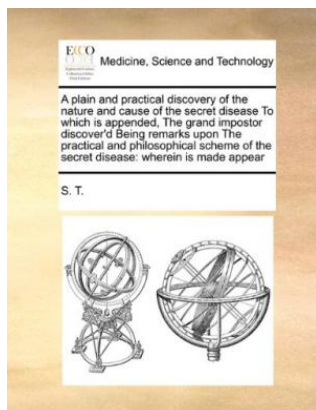 ECCO
Medicine, Science and Technology
A plain and practical discovery of the
nature and cause of the secret disease To
which is appended, The grand impostor
discover'd Being remarks upon The
practical and philosophical scheme of the
secret disease: wherein is made appear
S. T.